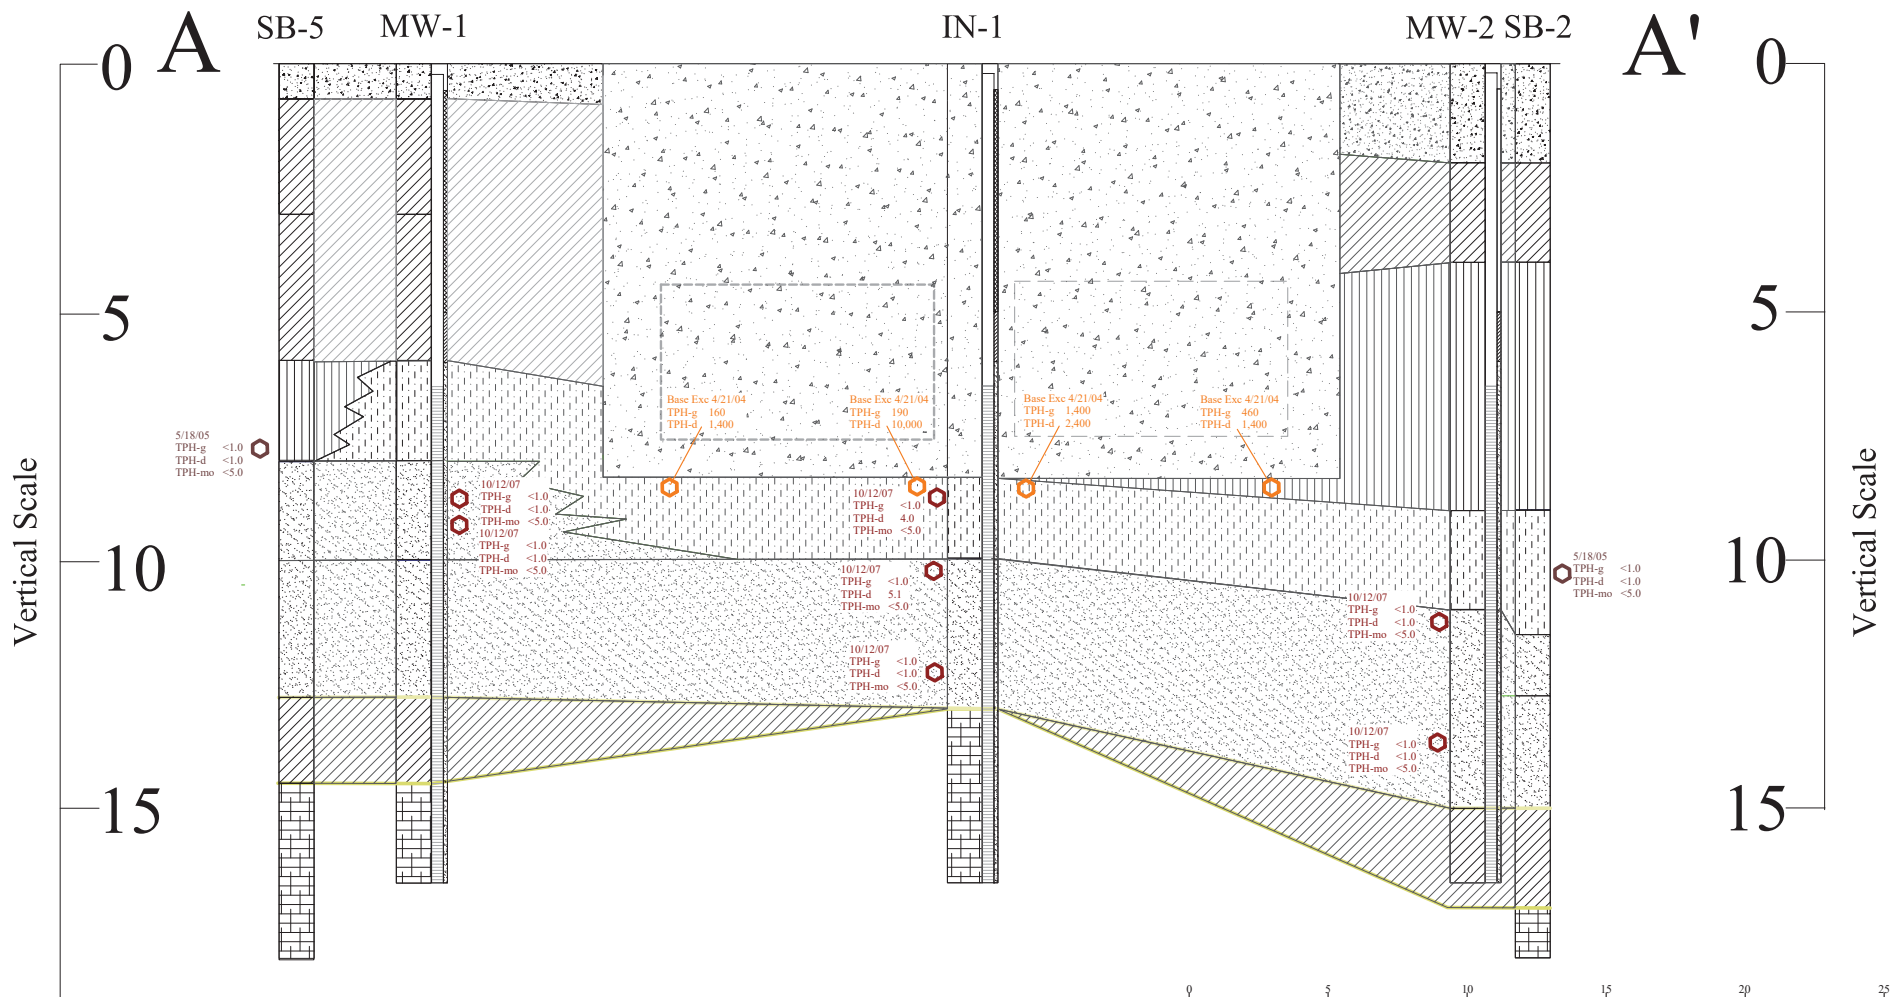 SB-5 MW-1 IN-1 MW-2 SB-2
A A'
0 0
5 5
10 10
15 15
Vertical Scale
Vertical Scale
5/18/05
TPH-g <1.0
TPH-d <1.0
TPH-mo <5.0
10/12/07
TPH-g <1.0
TPH-d <1.0
TPH-mo <5.0
10/12/07
TPH-g <1.0
TPH-d <1.0
TPH-mo <5.0
Base Exc 4/21/04
TPH-g 160
TPH-d 1,400
Base Exc 4/21/04
TPH-g 190
TPH-d 10,000
Base Exc 4/21/04
TPH-g 1,400
TPH-d 2,400
Base Exc 4/21/04
TPH-g 460
TPH-d 1,400
10/12/07
TPH-g <1.0
TPH-d 4.0
TPH-mo <5.0
10/12/07
TPH-g <1.0
TPH-d 5.1
TPH-mo <5.0
10/12/07
TPH-g <1.0
TPH-d <1.0
TPH-mo <5.0
10/12/07
TPH-g <1.0
TPH-d <1.0
TPH-mo <5.0
10/12/07
TPH-g <1.0
TPH-d <1.0
TPH-mo <5.0
5/18/05
TPH-g <1.0
TPH-d <1.0
TPH-mo <5.0
0 5 10 15 20 25